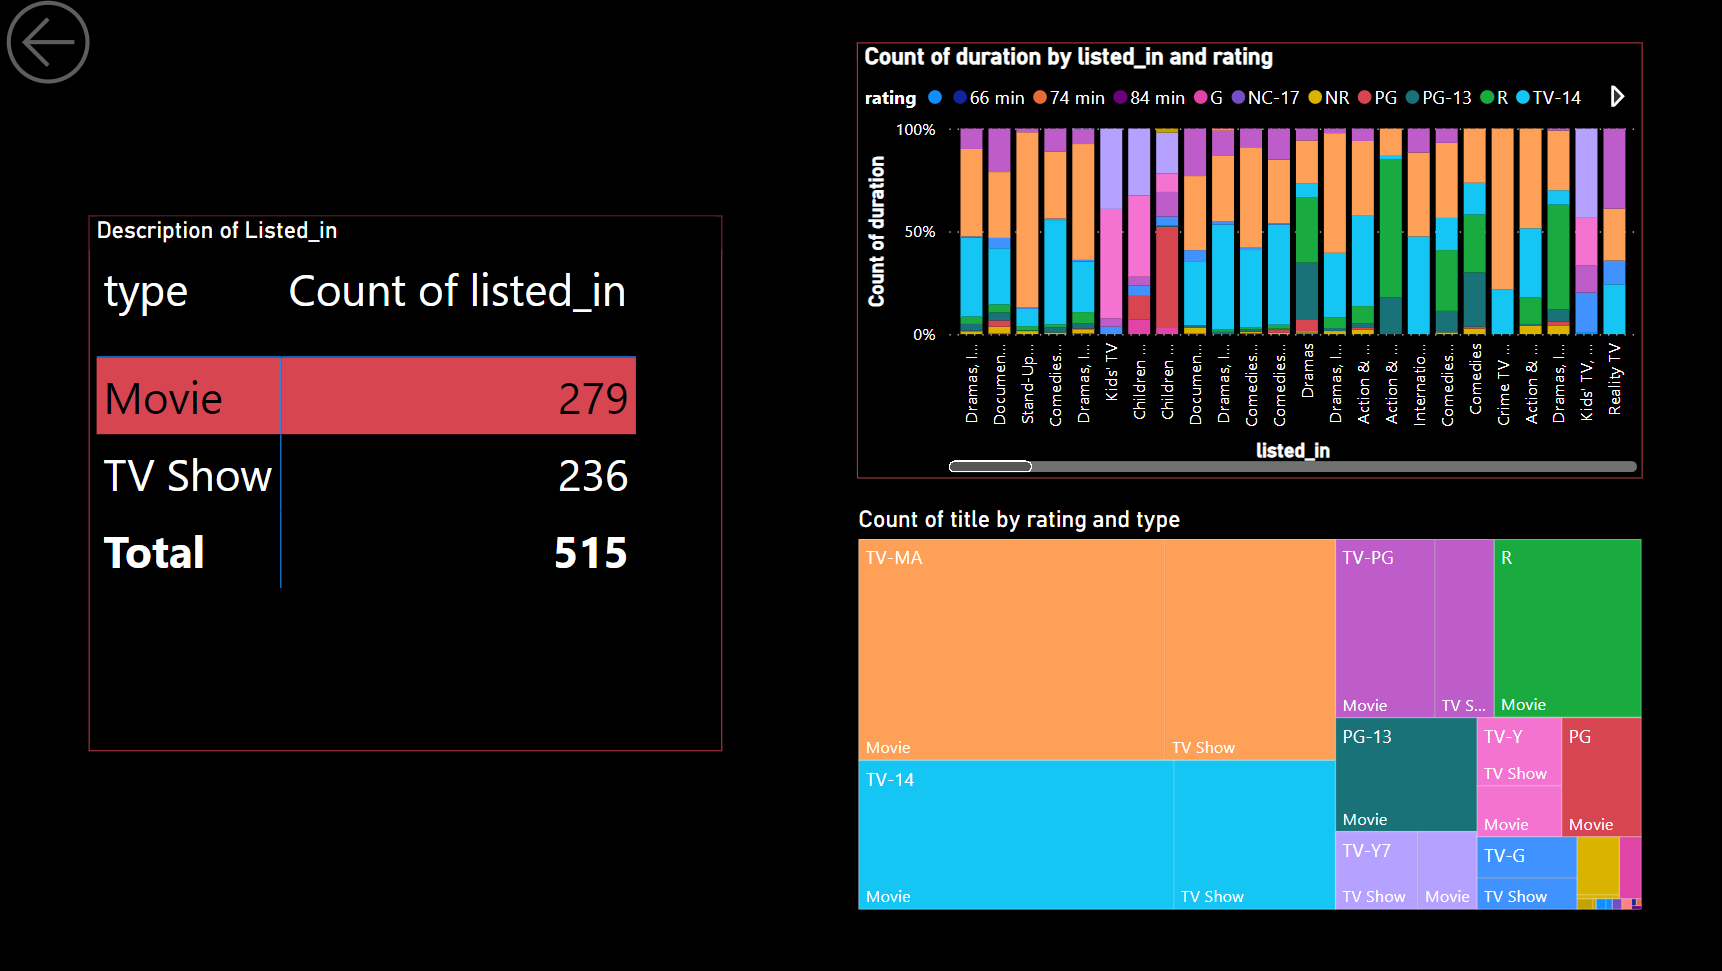 Description of Listed_in
type Count of listed_in
Movie 279
TV Show 236
Total 515
Count of duration by listed_in and rating
rating 66 min 74 min 84 min G NC-17 NR PG PG-13 R TV-14
Count of duration
100%
50%
0%
Dramas, I...
Documen...
Stand-Up...
Comedies...
Dramas, I...
Kids' TV
Children ...
Children ...
Documen...
Dramas, I...
Comedies...
Comedies...
Dramas
Dramas, I...
Action & ...
Action & ...
Internatio...
Comedies...
Comedies
Crime TV ...
Action & ...
Dramas, I...
Kids' TV, ...
Reality TV
listed_in
Count of title by rating and type
TV-MA
Movie
TV Show
TV-14
Movie
TV Show
TV-PG
Movie
TV S...
R
Movie
PG-13
Movie
TV-Y
TV Show
Movie
PG
Movie
TV-Y7
TV Show
Movie
TV-G
TV Show